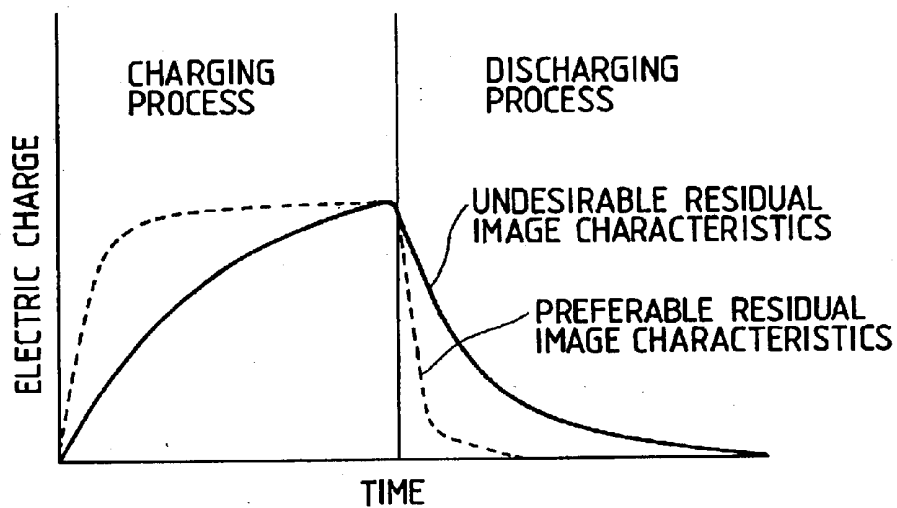 CHARGING
PROCESS
DISCHARGING
PROCESS
ELECTRIC CHARGE
UNDESIRABLE RESIDUAL
IMAGE CHARACTERISTICS
PREFERABLE RESIDUAL
IMAGE CHARACTERISTICS
TIME